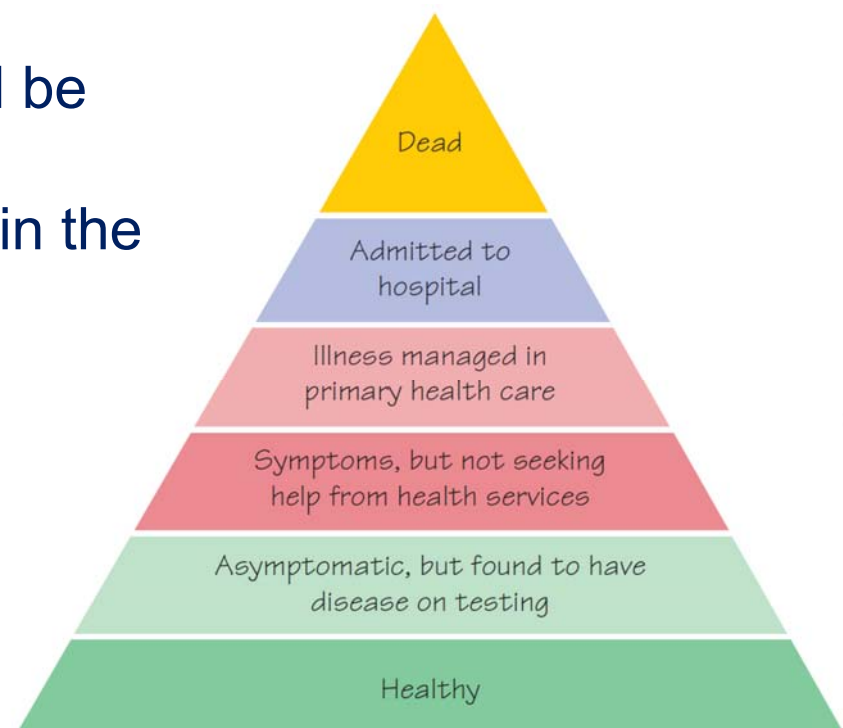 be
in the
Dead
Admitted to
hospital
Illness managed in
primary health care
Symptoms, but not seeking
help from health services
Asymptomatic, but found to have
disease on testing
Healthy